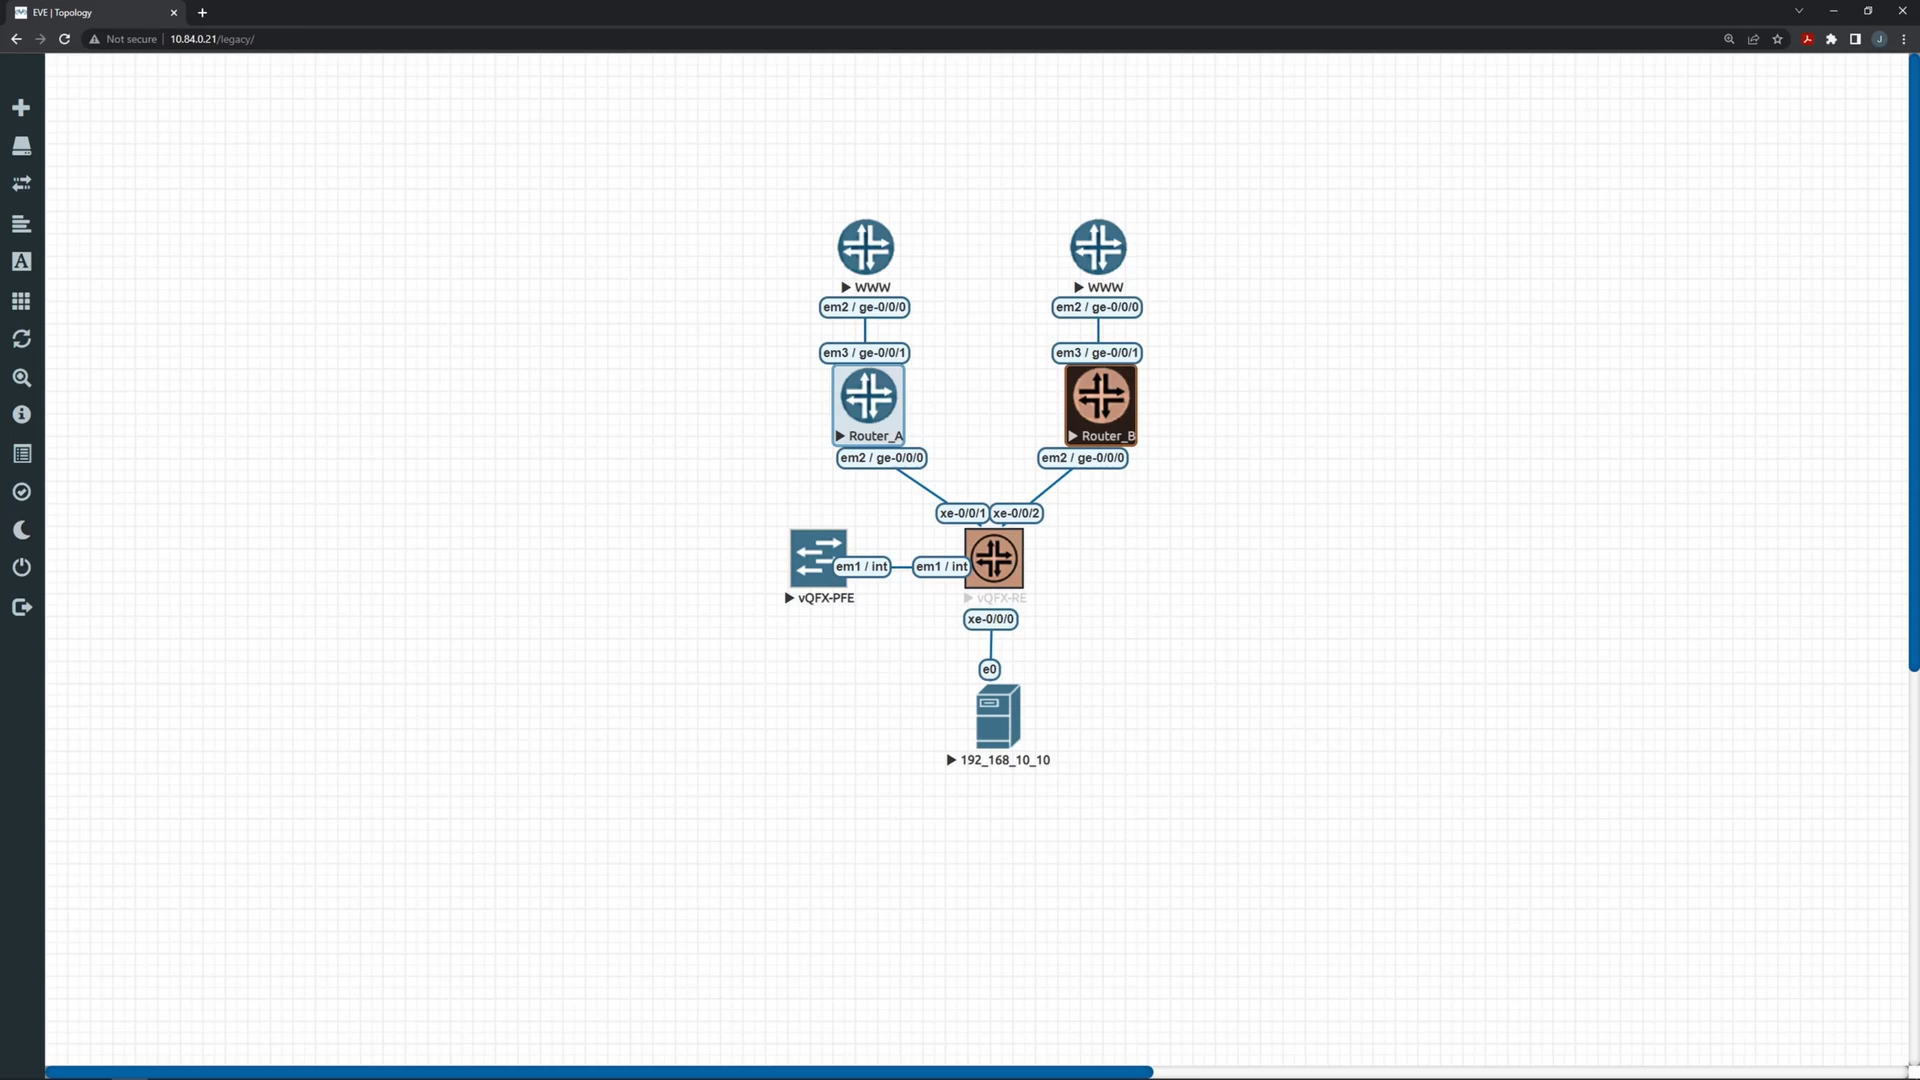 EVE | Topology
Not secure 10.84.0.21/legacy/
J
A
WWW
WWW
em2 / ge-0/0/0
em2 / ge-0/0/0
em3 / ge-0/0/1
em3 / ge-0/0/1
Router_A
Router_B
em2 / ge-0/0/0
em2 / ge-0/0/0
xe-0/0/1
xe-0/0/2
em1 / int
em1 / int
vQFX-PFE
vQFX-RE
xe-0/0/0
e0
192_168_10_10